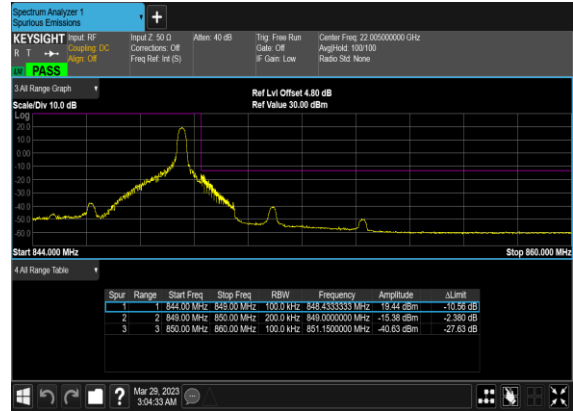 Spectrum Analyzer 1
Spurious Emissions
KEYSIGHT Input: RF Input Z: 50 Ω Atten: 40 dB Trig: Free Run Center Freq: 22.005000000 GHz
R T Coupling: DC Corrections: Off Gate: Off Avg|Hold: 100/100
Align: Off Freq Ref: Int (S) IF Gain: Low Radio Std: None
PASS
3 All Range Graph
Ref Lvl Offset 4.80 dB
Scale/Div 10.0 dB Ref Value 30.00 dBm
Log
20.0
10.0
0.00
-10.0
-20.0
-30.0
-40.0
-50.0
-60.0
Start 844.000 MHz Stop 860.000 MHz
4 All Range Table
Spur Range Start Freq Stop Freq RBW Frequency Amplitude ΔLimit
1 1 844.00 MHz 849.00 MHz 100.0 kHz 848.4333333 MHz 19.44 dBm -10.56 dB
2 2 849.00 MHz 850.00 MHz 200.0 kHz 849.0000000 MHz -15.38 dBm -2.380 dB
3 3 850.00 MHz 860.00 MHz 100.0 kHz 851.1500000 MHz -40.63 dBm -27.63 dB
? Mar 29, 2023
3:04:33 AM